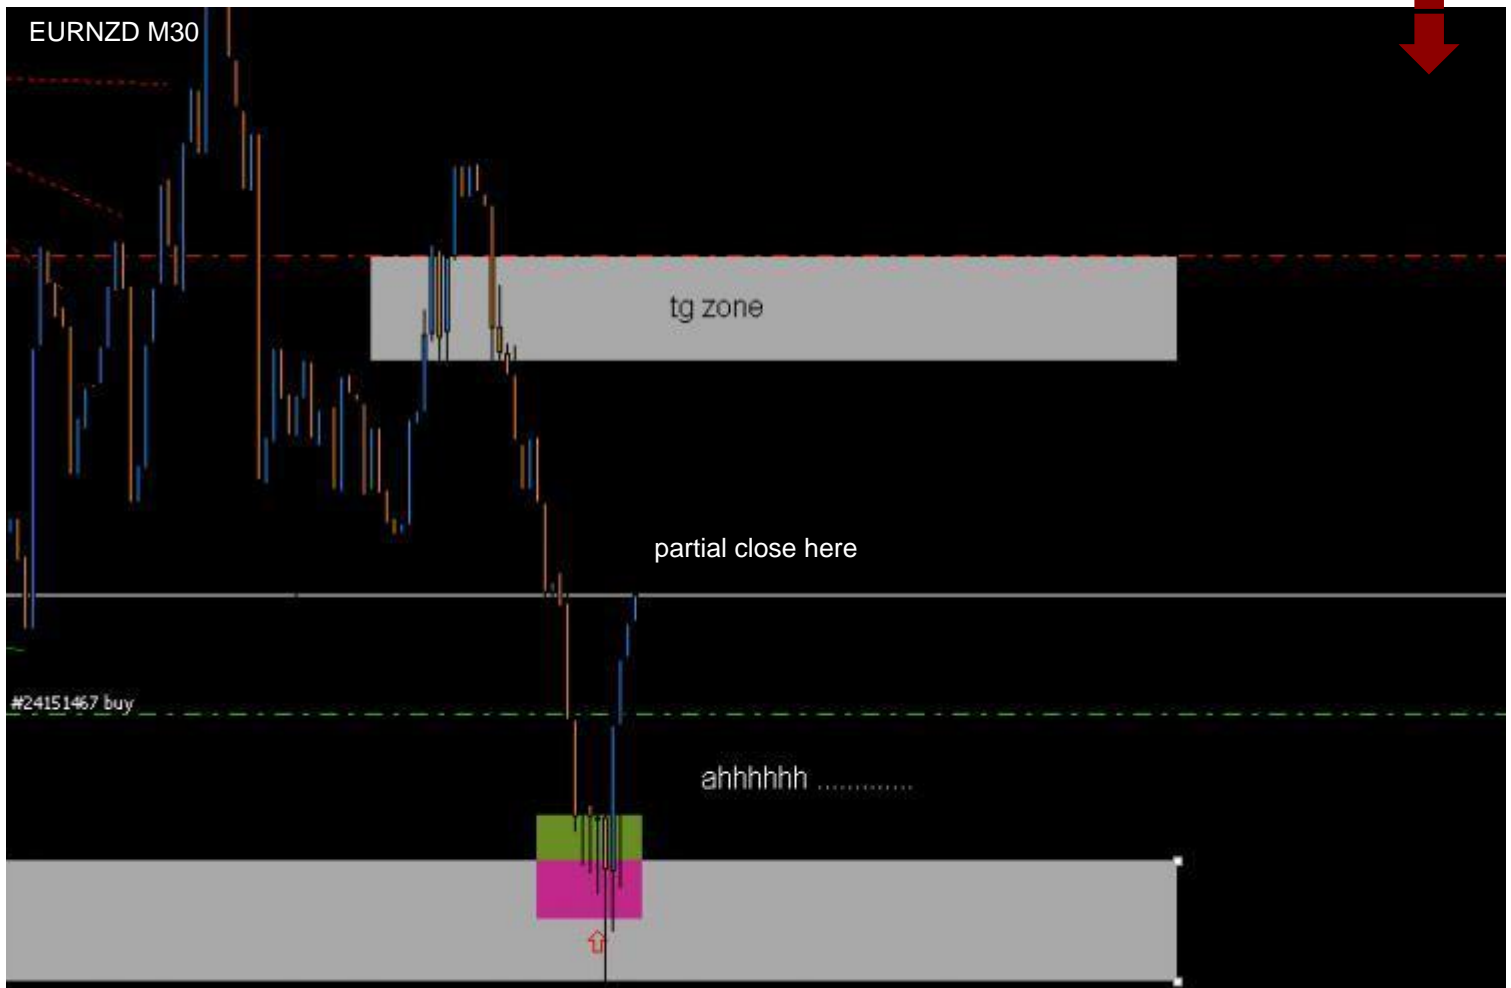 EURNZD M30
tg zone
partial close here
#24151467 buy
ahhhhhh .............